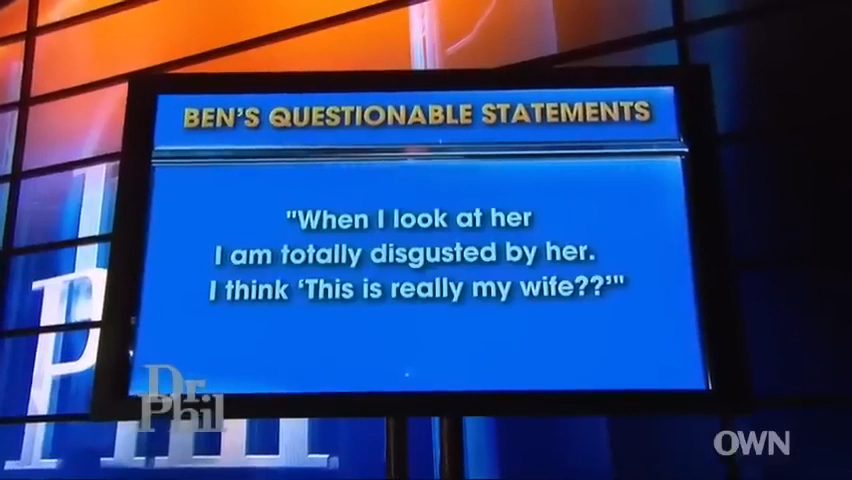 BEN'S QUESTIONABLE STATEMENTS
"When I look at her
I am totally disgusted by her.
I think 'This is really my wife??'"
Dr.
Phil
OWN